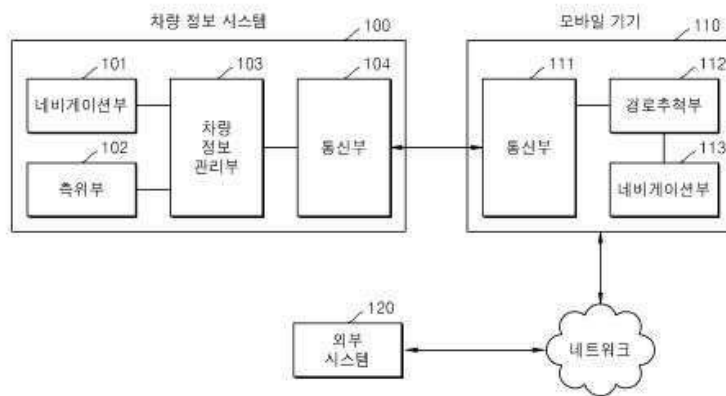 차량 정보 시스템
100
모바일 기기
110
101
네비게이션부
103
차량
정보
관리부
104
통신부
102
측위부
111
통신부
112
경로추척부
113
네비게이션부
120
외부
시스템
네트워크